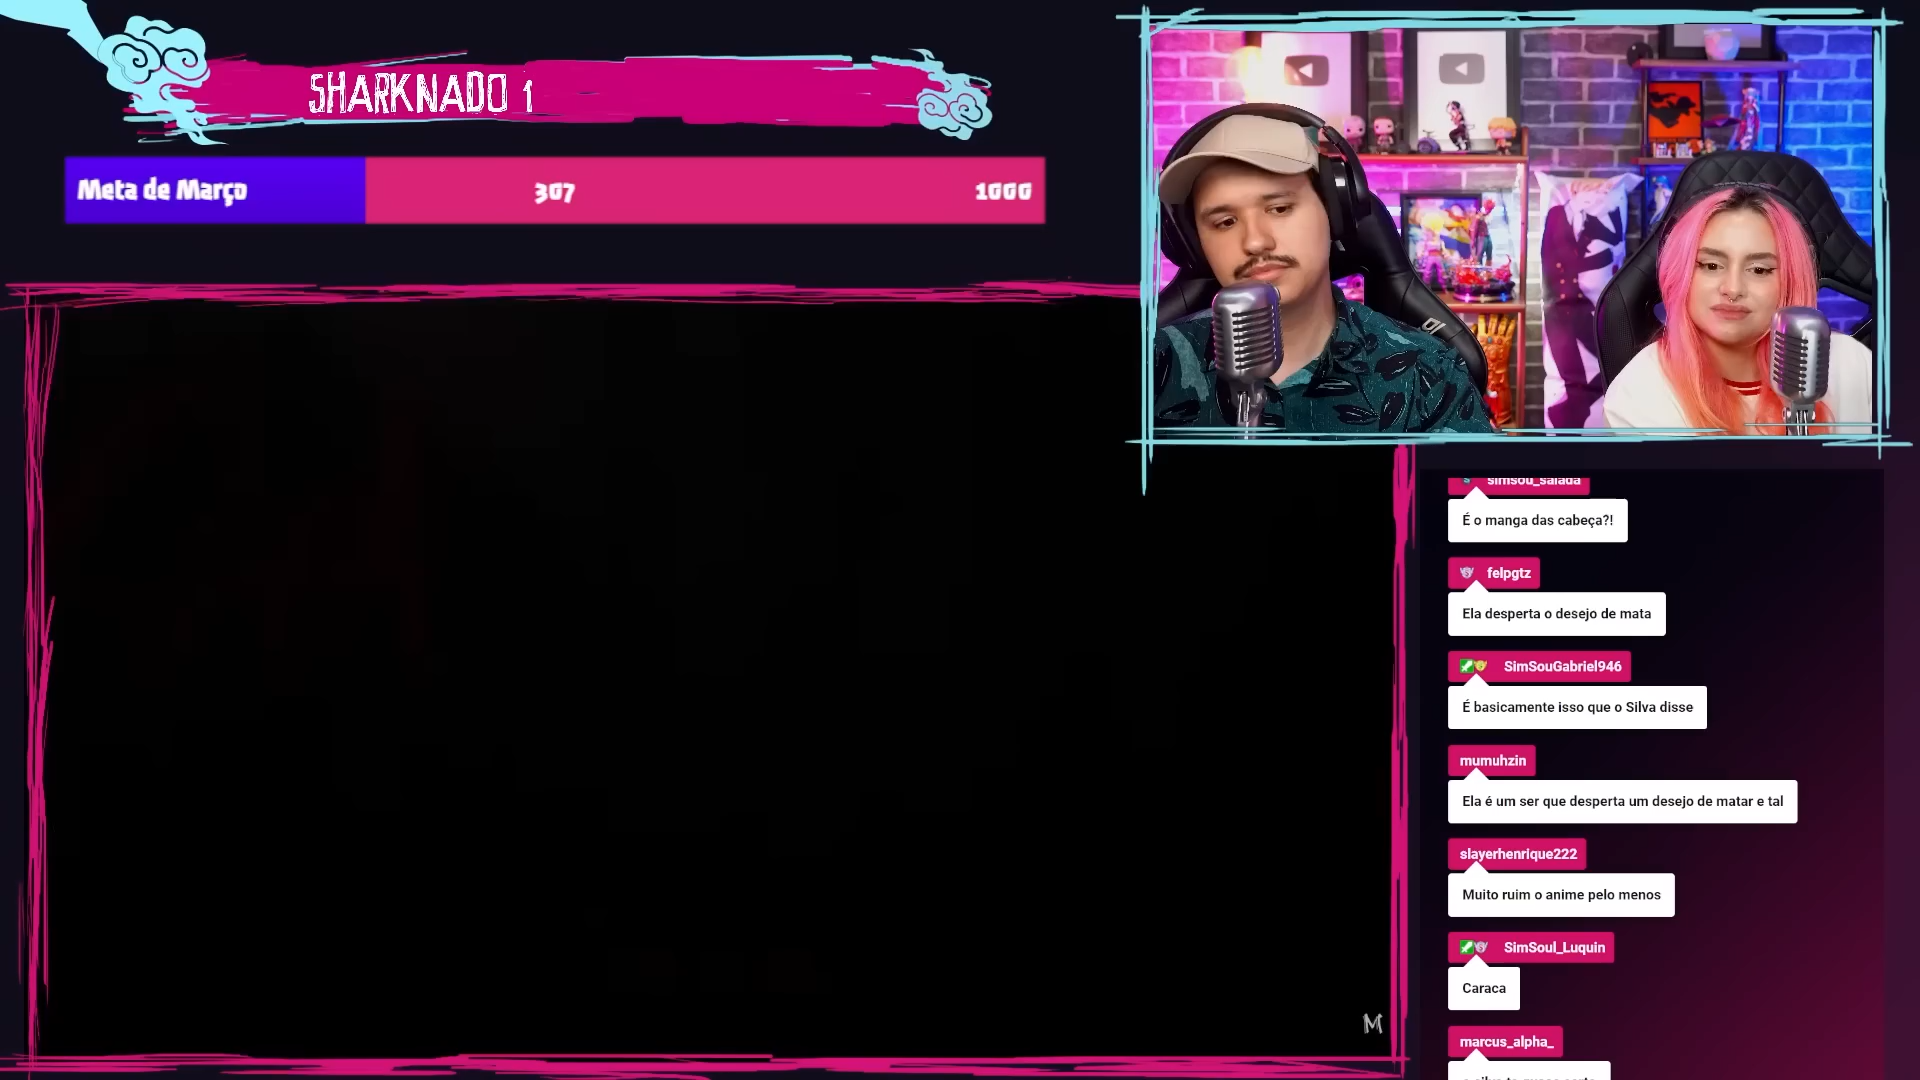 SHARKNADO 1
Meta de Março 307 1000
simsou_salada
É o manga das cabeça?!
felpgtz
Ela desperta o desejo de mata
SimSouGabriel946
É basicamente isso que o Silva disse
mumuhzin
Ela é um ser que desperta um desejo de matar e tal
slayerhenrique222
Muito ruim o anime pelo menos
SimSoul_Luquin
Caraca
M
marcus_alpha_